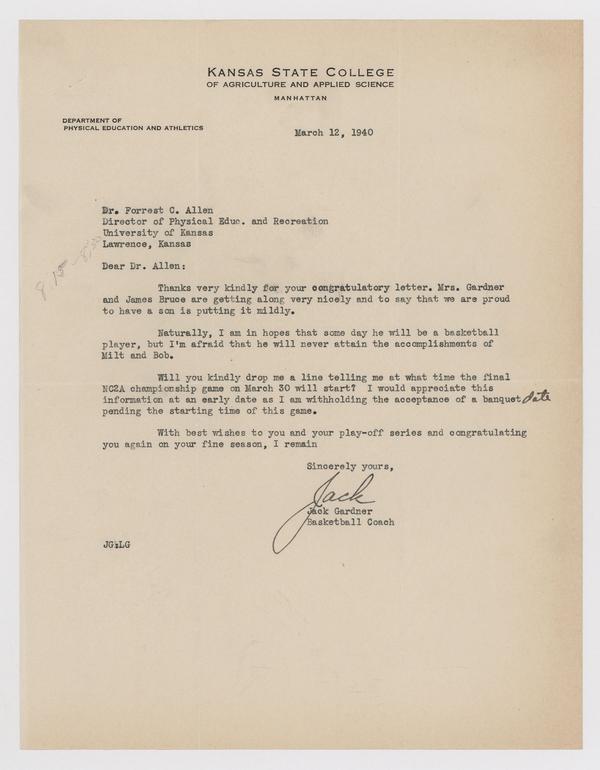 KANSAS STATE COLLEGE
OF AGRICULTURE AND APPLIED SCIENCE
MANHATTAN
DEPARTMENT OF
PHYSICAL EDUCATION AND ATHLETICS
March 12, 1940
Dr. Forrest C. Allen
Director of Physical Educ. and Recreation
University of Kansas
Lawrence, Kansas
8,15 -
Dear Dr. Allen:
Thanks very kindly for your congratulatory letter. Mrs. Gardner
and James Bruce are getting along very nicely and to say that we are proud
to have a son is putting it mildly.
Naturally, I am in hopes that some day he will be a basketball
player, but I'm afraid that he will never attain the accomplishments of
Milt and Bob.
Will you kindly drop me a line telling me at what time the final
NC2A championship game on March 30 will start? I would appreciate this
information at an early date as I am withholding the acceptance of a banquet date
pending the starting time of this game.
With best wishes to you and your play-off series and congratulating
you again on your fine season, I remain
Sincerely yours,
Jack
Jack Gardner
Basketball Coach
JG:LG